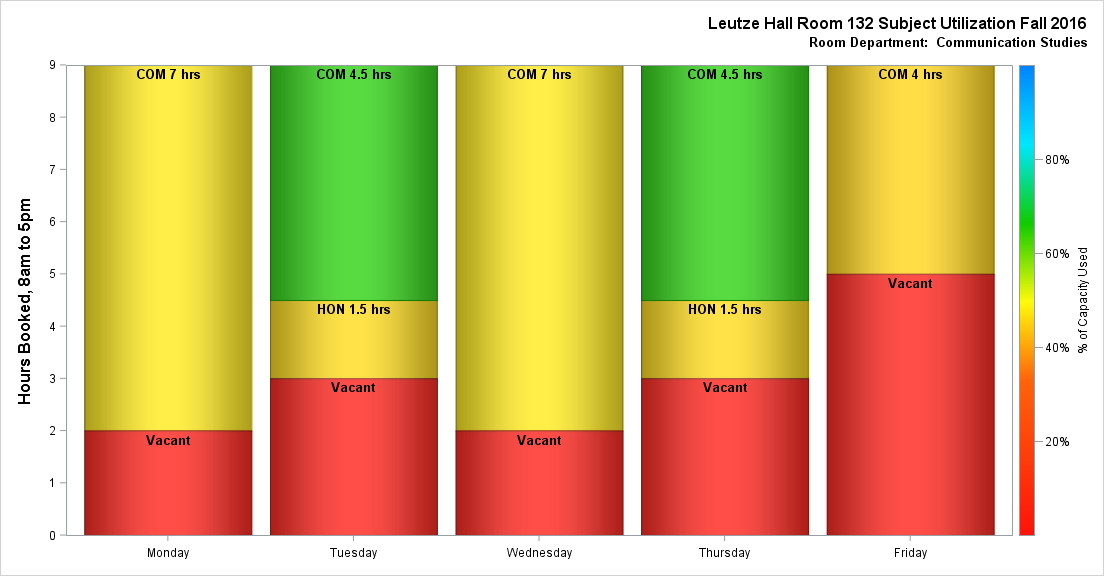 Leutze Hall Room 132 Subject Utilization Fall 2016
Room Department:  Communication Studies
Hours Booked, 8am to 5pm
9
8
7
6
5
4
3
2
1
0
COM 7 hrs
Vacant
COM 4.5 hrs
HON 1.5 hrs
Vacant
COM 7 hrs
Vacant
COM 4.5 hrs
HON 1.5 hrs
Vacant
COM 4 hrs
Vacant
Monday
Tuesday
Wednesday
Thursday
Friday
80%
60%
40%
20%
% of Capacity Used